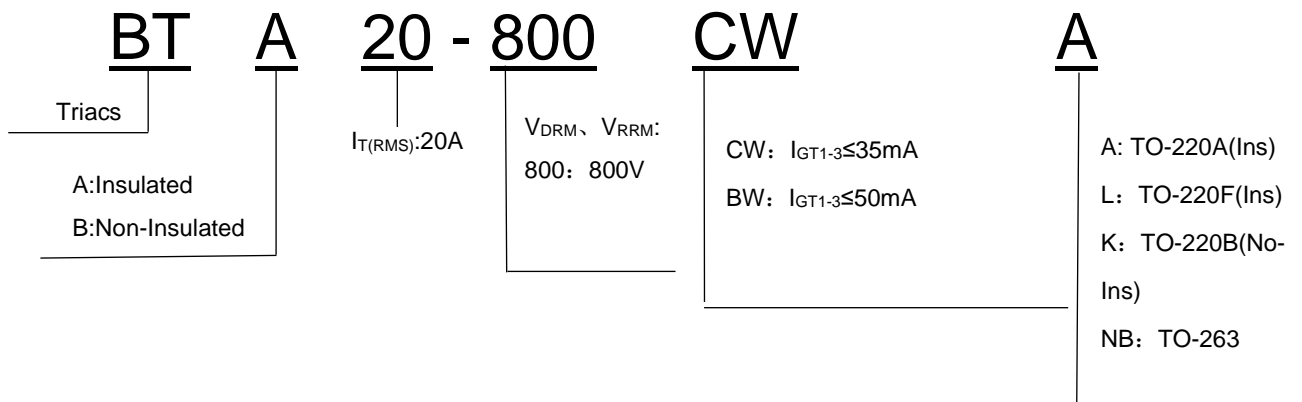 BT A 20 - 800 CW A
Triacs
A:Insulated
B:Non-Insulated
IT(RMS):20A
VDRM、VRRM:
800：800V
CW：IGT1-3≤35mA
BW：IGT1-3≤50mA
A: TO-220A(Ins)
L：TO-220F(Ins)
K：TO-220B(No-
Ins)
NB：TO-263